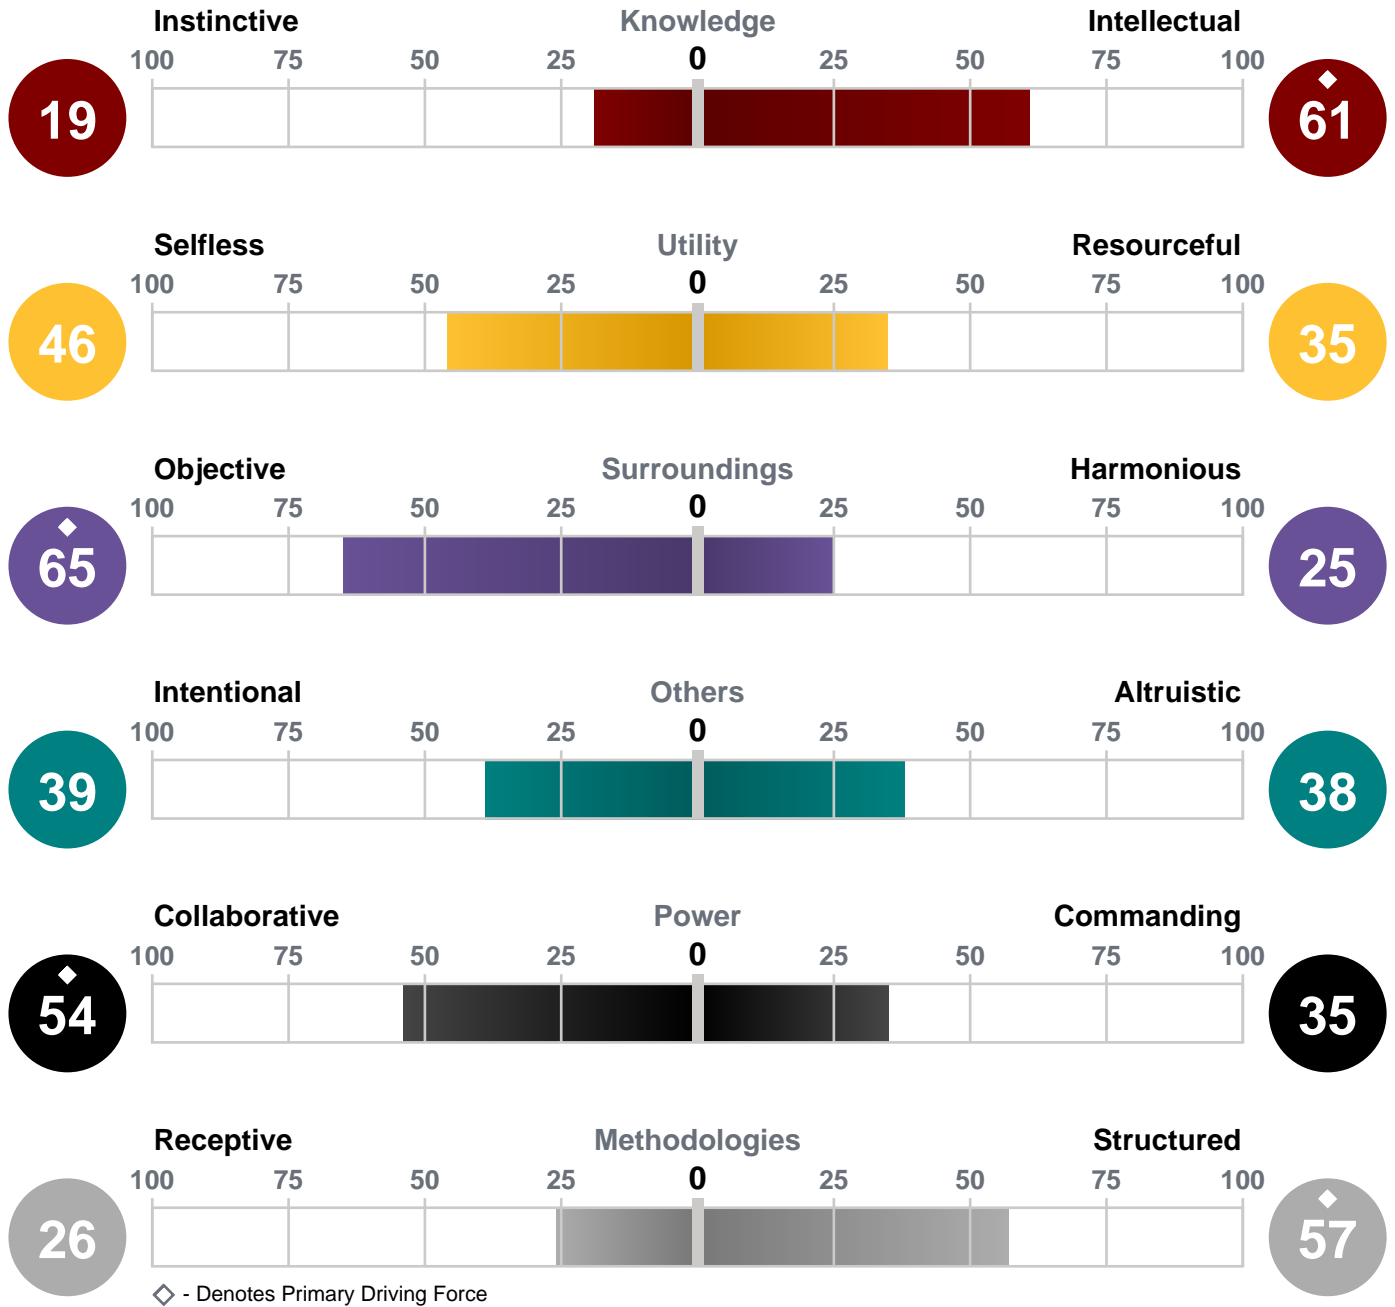 Instinctive Knowledge Intellectual
100 75 50 25 0 25 50 75 100
19 61
Selfless Utility Resourceful
100 75 50 25 0 25 50 75 100
46 35
Objective Surroundings Harmonious
100 75 50 25 0 25 50 75 100
65 25
Intentional Others Altruistic
100 75 50 25 0 25 50 75 100
39 38
Collaborative Power Commanding
100 75 50 25 0 25 50 75 100
54 35
Receptive Methodologies Structured
100 75 50 25 0 25 50 75 100
26 57
- Denotes Primary Driving Force